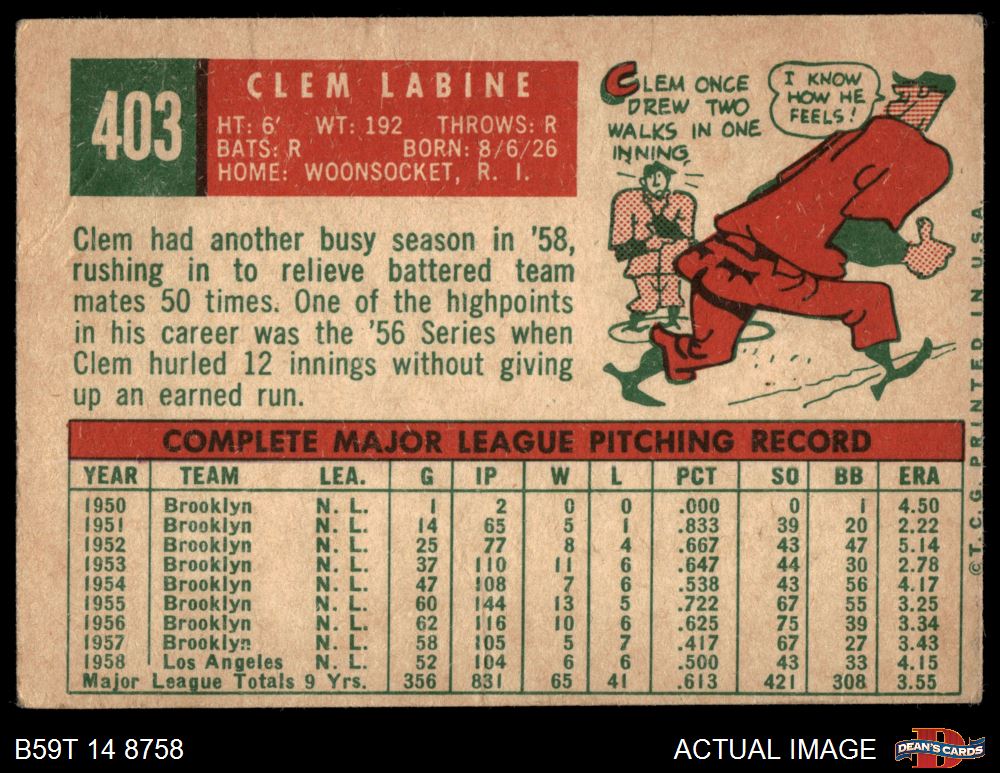 403
CLEM LABINE
HT: 6' WT: 192 THROWS: R
BATS: R BORN: 8/6/26
HOME: WOONSOCKET, R. I.
CLEM ONCE
DREW TWO
WALKS IN ONE
INNING
I KNOW
HOW HE
FEELS!
Clem had another busy season in '58,
rushing in to relieve battered team
mates 50 times. One of the highpoints
in his career was the '56 Series when
Clem hurled 12 innings without giving
up an earned run.
COMPLETE MAJOR LEAGUE PITCHING RECORD
YEAR TEAM LEA. G IP W L PCT SO BB ERA
1950 Brooklyn N. L. 1 2 0 0 .000 0 1 4.50
1951 Brooklyn N. L. 14 65 5 1 .833 39 20 2.22
1952 Brooklyn N. L. 25 77 8 4 .667 43 47 5.14
1953 Brooklyn N. L. 37 110 11 6 .647 44 30 2.78
1954 Brooklyn N. L. 47 108 7 6 .538 43 56 4.17
1955 Brooklyn N. L. 60 144 13 5 .722 67 55 3.25
1956 Brooklyn N. L. 62 116 10 6 .625 75 39 3.34
1957 Brooklyn N. L. 58 105 5 7 .417 67 27 3.43
1958 Los Angeles N. L. 52 104 6 6 .500 43 33 4.15
Major League Totals 9 Yrs. 356 831 65 41 .613 421 308 3.55
©T. C. G. PRINTED IN U.S.A.
B59T 14 8758
ACTUAL IMAGE
D
DEAN'S CARDS